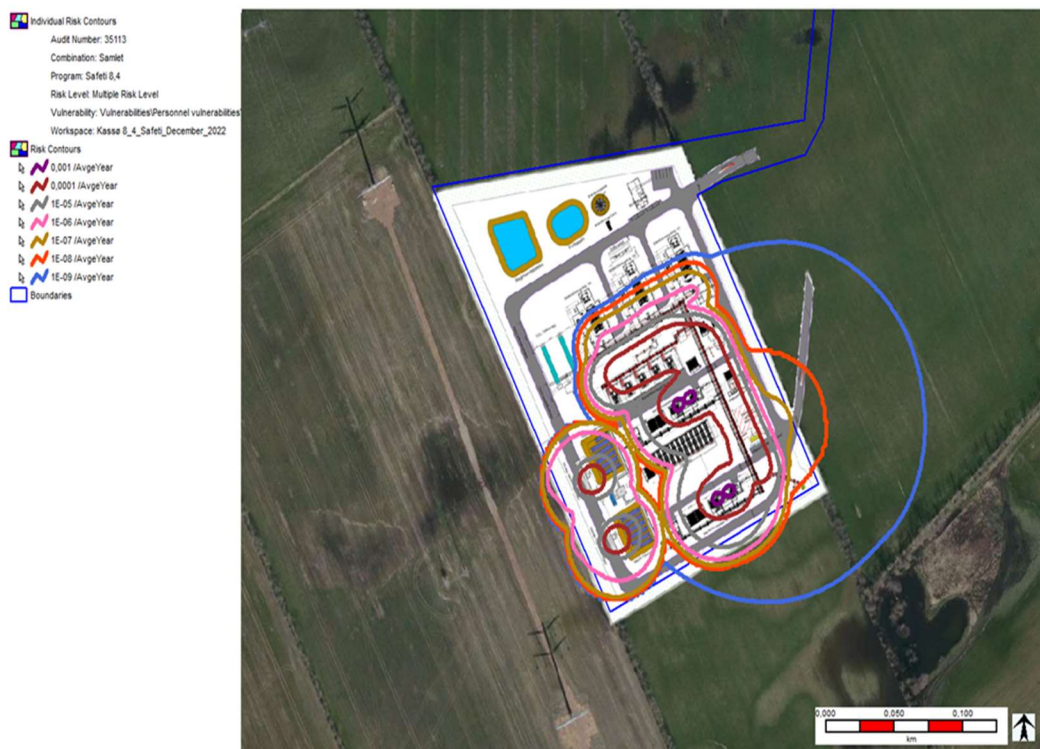 Individual Risk Contours
Audit Number: 35113
Combination: Samlet
Program: Safeti 8,4
Risk Level: Multiple Risk Level
Vulnerability: Vulnerabilities\Personnel vulnerabilities\
Workspace: Kassø 8_4_Safeti_December_2022
Risk Contours
0,001 /AvgeYear
0,0001 /AvgeYear
1E-05 /AvgeYear
1E-06 /AvgeYear
1E-07 /AvgeYear
1E-08 /AvgeYear
1E-09 /AvgeYear
Boundaries
0,000 0,050 0,100
km